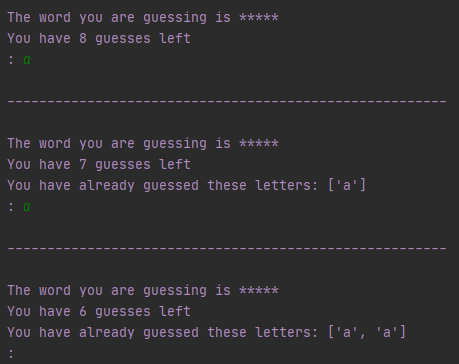 The word you are guessing is *****
You have 8 guesses left
: a
-------------------------------------------------------
The word you are guessing is *****
You have 7 guesses left
You have already guessed these letters: ['a']
: a
-------------------------------------------------------
The word you are guessing is *****
You have 6 guesses left
You have already guessed these letters: ['a', 'a']
: